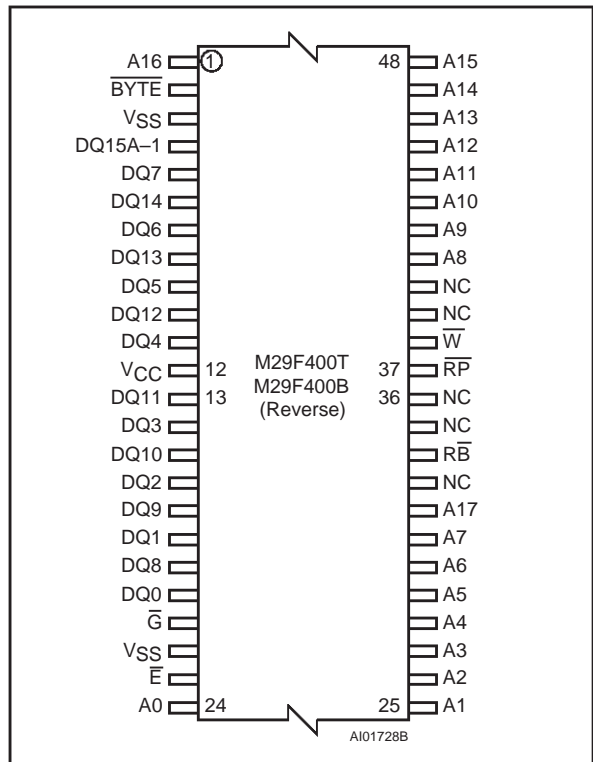 A16 1 48 A15
B̅Y̅T̅E̅ A14
VSS A13
DQ15A–1 A12
DQ7 A11
DQ14 A10
DQ6 A9
DQ13 A8
DQ5 NC
DQ12 NC
DQ4 W̅
VCC 12 M29F400T 37 R̅P̅
DQ11 13 M29F400B 36 NC
(Reverse)
DQ3 NC
DQ10 RB̅
DQ2 NC
DQ9 A17
DQ1 A7
DQ8 A6
DQ0 A5
G̅ A4
VSS A3
E̅ A2
A0 24 25 A1
AI01728B